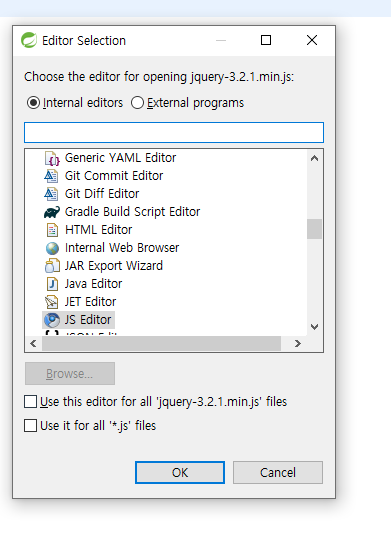 Editor Selection
Choose the editor for opening jquery-3.2.1.min.js:
Internal editors External programs
Generic YAML Editor
Git Commit Editor
Git Diff Editor
Gradle Build Script Editor
HTML Editor
Internal Web Browser
JAR Export Wizard
Java Editor
JET Editor
JS Editor
Browse...
Use this editor for all 'jquery-3.2.1.min.js' files
Use it for all '*.js' files
OK Cancel